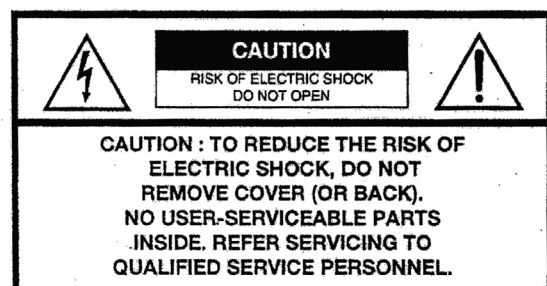 CAUTION
RISK OF ELECTRIC SHOCK
DO NOT OPEN
CAUTION : TO REDUCE THE RISK OF
ELECTRIC SHOCK, DO NOT
REMOVE COVER (OR BACK).
NO USER-SERVICEABLE PARTS
INSIDE. REFER SERVICING TO
QUALIFIED SERVICE PERSONNEL.